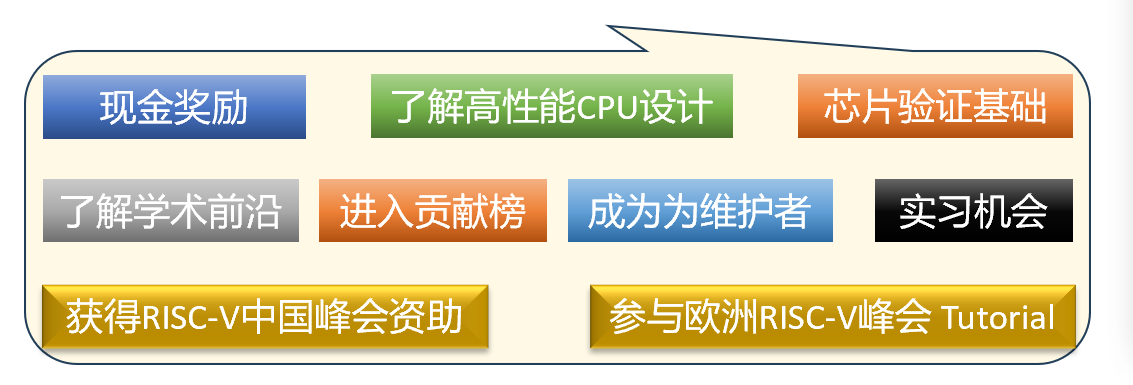 现金奖励
了解高性能CPU设计
芯片验证基础
了解学术前沿
进入贡献榜
成为为维护者
实习机会
获得RISC-V中国峰会资助
参与欧洲RISC-V峰会 Tutorial